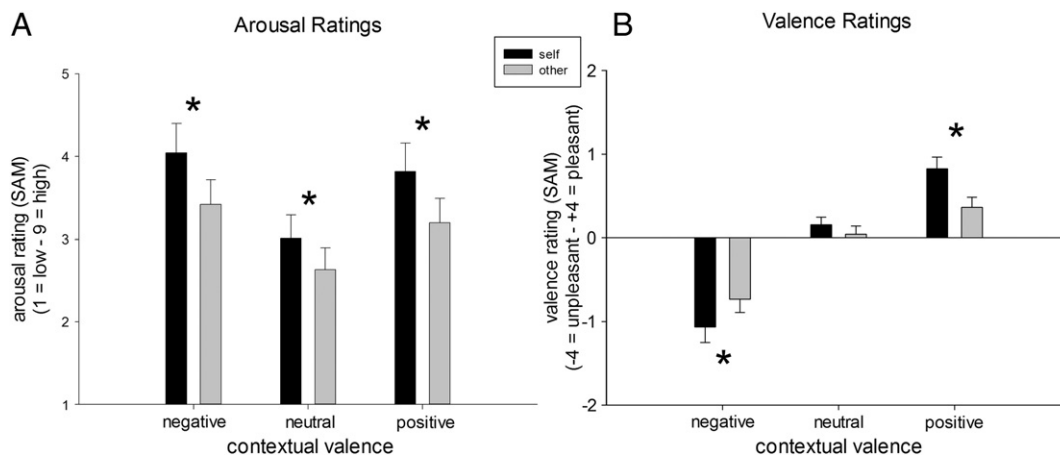 A
Arousal Ratings
self
other
arousal rating (SAM)
(1 = low - 9 = high)
5
4
3
2
1
*
*
*
negative
neutral
positive
contextual valence
B
Valence Ratings
valence rating (SAM)
(-4 = unpleasant - +4 = pleasant)
2
1
0
-1
-2
*
*
negative
neutral
positive
contextual valence